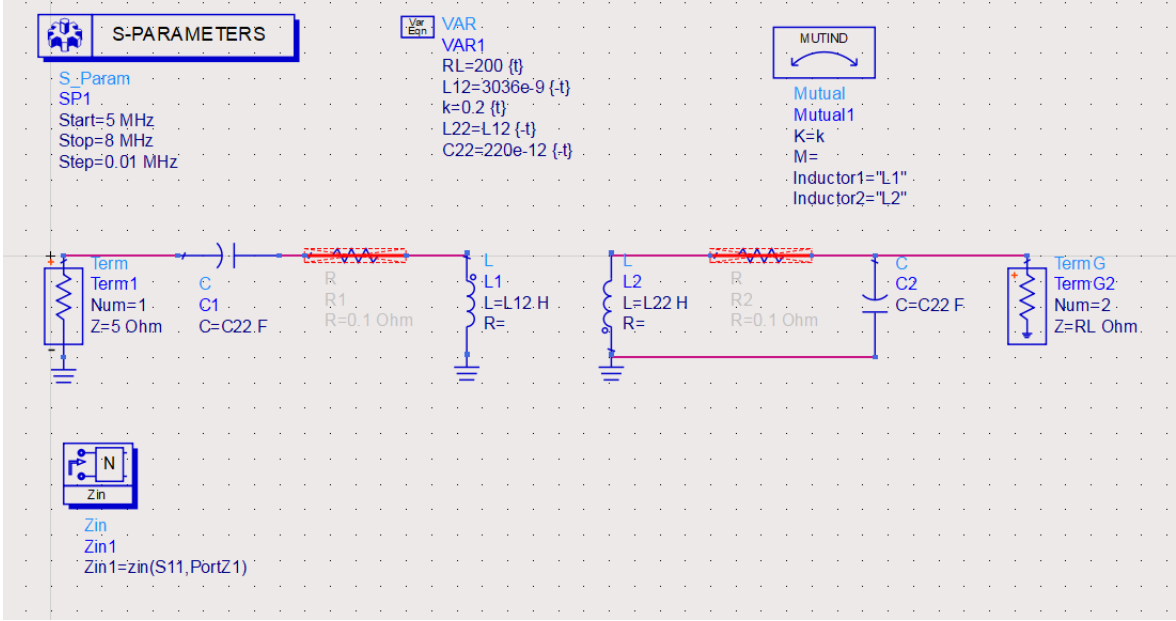 S-PARAMETERS
S_Param
SP1
Start=5 MHz
Stop=8 MHz
Step=0.01 MHz
Var
Eqn
VAR
VAR1
RL=200 {t}
L12=3036e-9 {-t}
k=0.2 {t}
L22=L12 {-t}
C22=220e-12 {-t}
MUTIND
Mutual
Mutual1
K=k
M=
Inductor1="L1"
Inductor2="L2"
+
Term
Term1
Num=1
Z=5 Ohm
-
C
C1
C=C22 F
R
R1
R=0.1 Ohm
L
L1
L=L12 H
R=
L
L2
L=L22 H
R=
R
R2
R=0.1 Ohm
C
C2
C=C22 F
+
TermG
TermG2
Num=2
Z=RL Ohm
N
Zin
Zin
Zin1
Zin1=zin(S11,PortZ1)